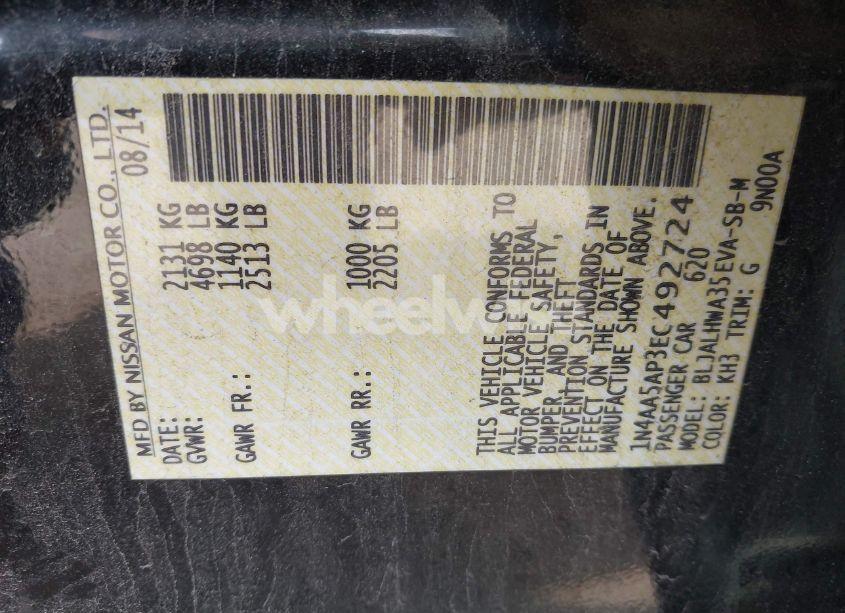 MFD BY NISSAN MOTOR CO., LTD.
DATE: 08/14
GVWR: 2131 KG
4698 LB
GAWR FR.: 1140 KG
2513 LB
GAWR RR.: 1000 KG
2205 LB
THIS VEHICLE CONFORMS TO
ALL APPLICABLE FEDERAL
MOTOR VEHICLE SAFETY,
BUMPER, AND THEFT
PREVENTION STANDARDS IN
EFFECT ON THE DATE OF
MANUFACTURE SHOWN ABOVE.
1N4AA5AP3EC492724
PASSENGER CAR 620
MODEL: BLJALHWA35EVA-SB-M
COLOR: KH3 TRIM: G 9N00A